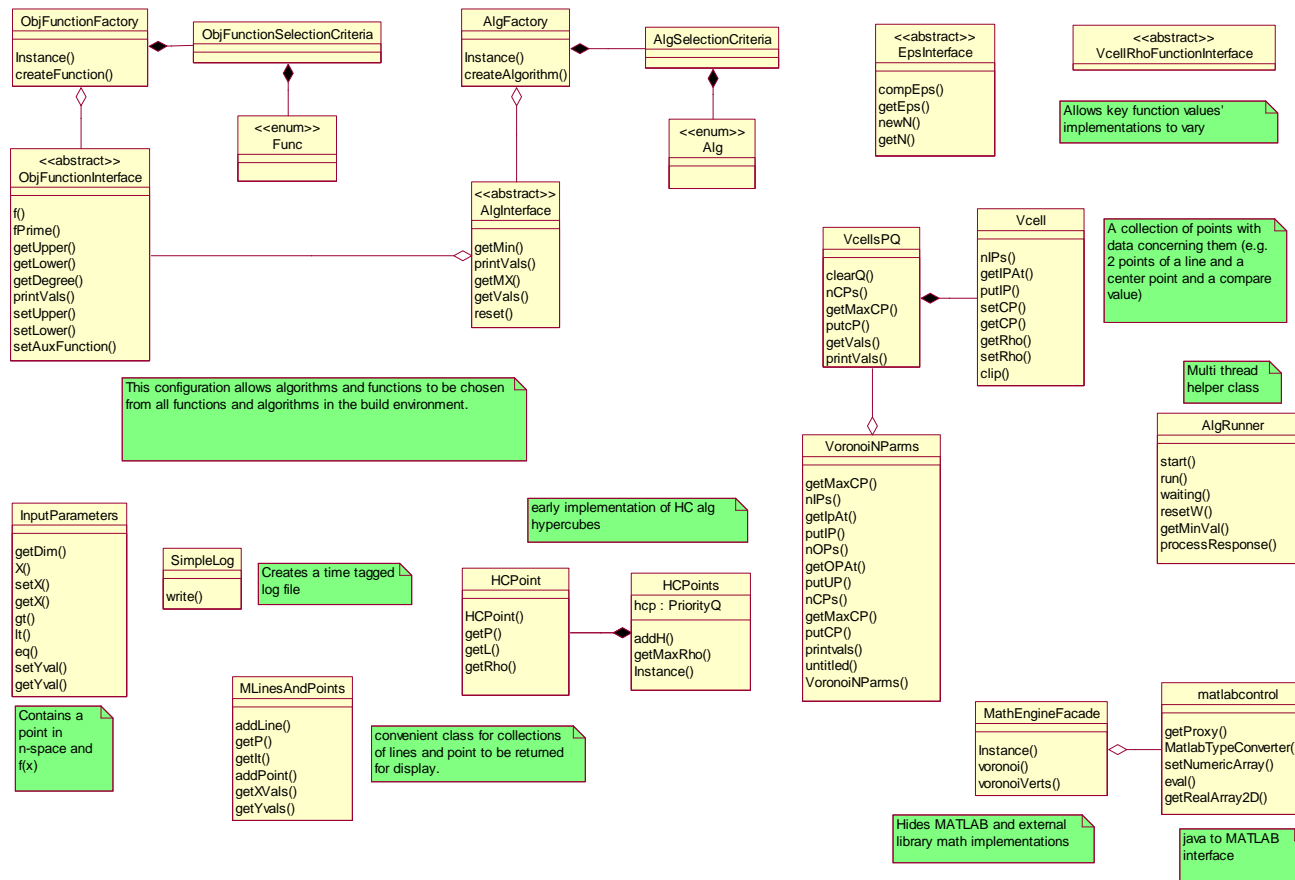 ObjFunctionFactory
Instance()
createFunction()
ObjFunctionSelectionCriteria
<<enum>>
Func
<<abstract>>
ObjFunctionInterface
f()
fPrime()
getUpper()
getLower()
getDegree()
printVals()
setUpper()
setLower()
setAuxFunction()
AlgFactory
Instance()
createAlgorithm()
AlgSelectionCriteria
<<enum>>
Alg
<<abstract>>
AlgInterface
getMin()
printVals()
getMX()
getVals()
reset()
<<abstract>>
EpsInterface
compEps()
getEps()
newN()
getN()
<<abstract>>
VcellRhoFunctionInterface
Allows key function values'
implementations to vary
VcellsPQ
clearQ()
nCPs()
getMaxCP()
putcP()
getVals()
printVals()
Vcell
nIPs()
getIPAt()
putIP()
setCP()
getCP()
getRho()
setRho()
clip()
A collection of points with
data concerning them (e.g.
2 points of a line and a
center point and a compare
value)
This configuration allows algorithms and functions to be chosen
from all functions and algorithms in the build environment.
Multi thread
helper class
AlgRunner
start()
run()
waiting()
resetW()
getMinVal()
processResponse()
VoronoiNParms
getMaxCP()
nIPs()
getIpAt()
putIP()
nOPs()
getOPAt()
putUP()
nCPs()
getMaxCP()
putCP()
printvals()
untitled()
VoronoiNParms()
InputParameters
getDim()
X()
setX()
getX()
gt()
lt()
eq()
setYval()
getYval()
Contains a
point in
n-space and
f(x)
SimpleLog
write()
Creates a time tagged
log file
early implementation of HC alg
hypercubes
HCPoint
HCPoint()
getP()
getL()
getRho()
HCPoints
hcp : PriorityQ
addH()
getMaxRho()
Instance()
MLinesAndPoints
addLine()
getP()
getIt()
addPoint()
getXVals()
getYvals()
convenient class for collections
of lines and point to be returned
for display.
MathEngineFacade
Instance()
voronoi()
voronoiVerts()
matlabcontrol
getProxy()
MatlabTypeConverter(
setNumericArray()
eval()
getRealArray2D()
Hides MATLAB and external
library math implementations
java to MATLAB
interface